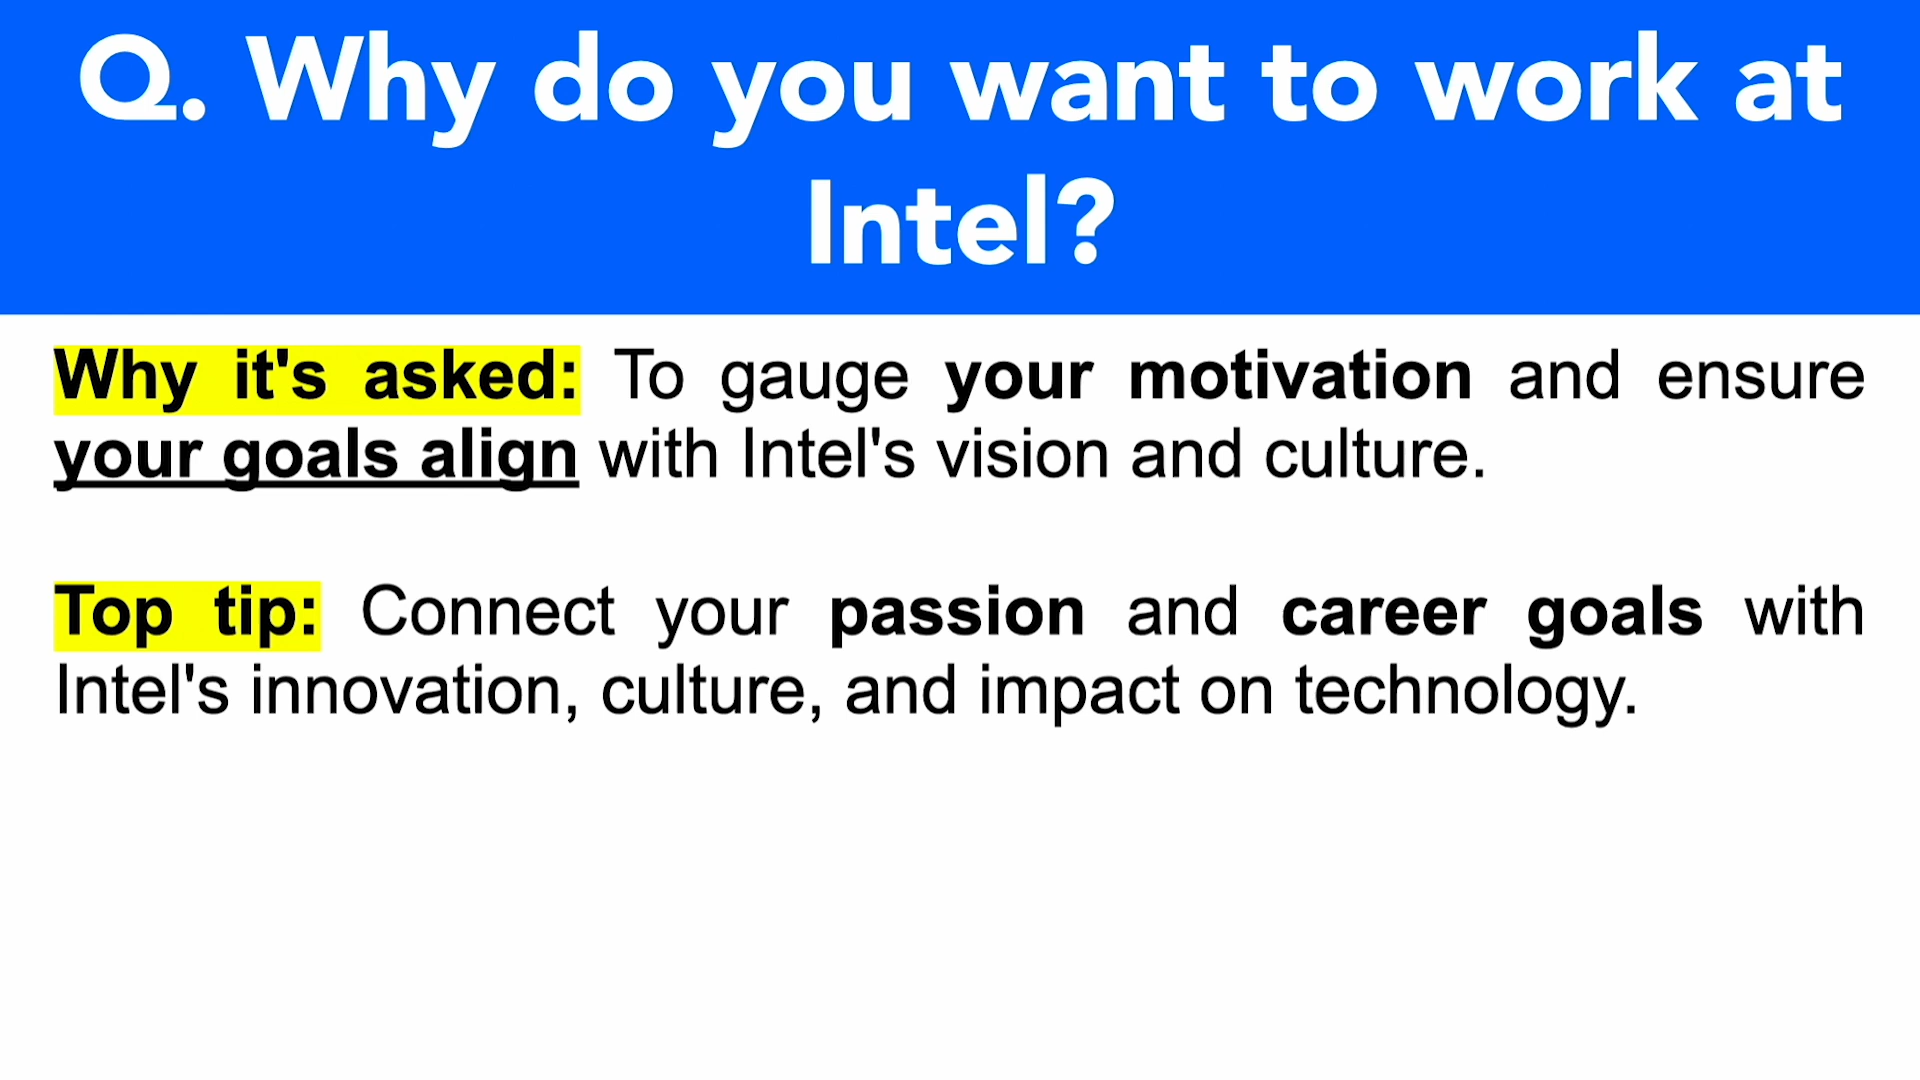 Q. Why do you want to work at
Intel?
Why it's asked: To gauge your motivation and ensure
your goals align with Intel's vision and culture.
Top tip: Connect your passion and career goals with
Intel's innovation, culture, and impact on technology.